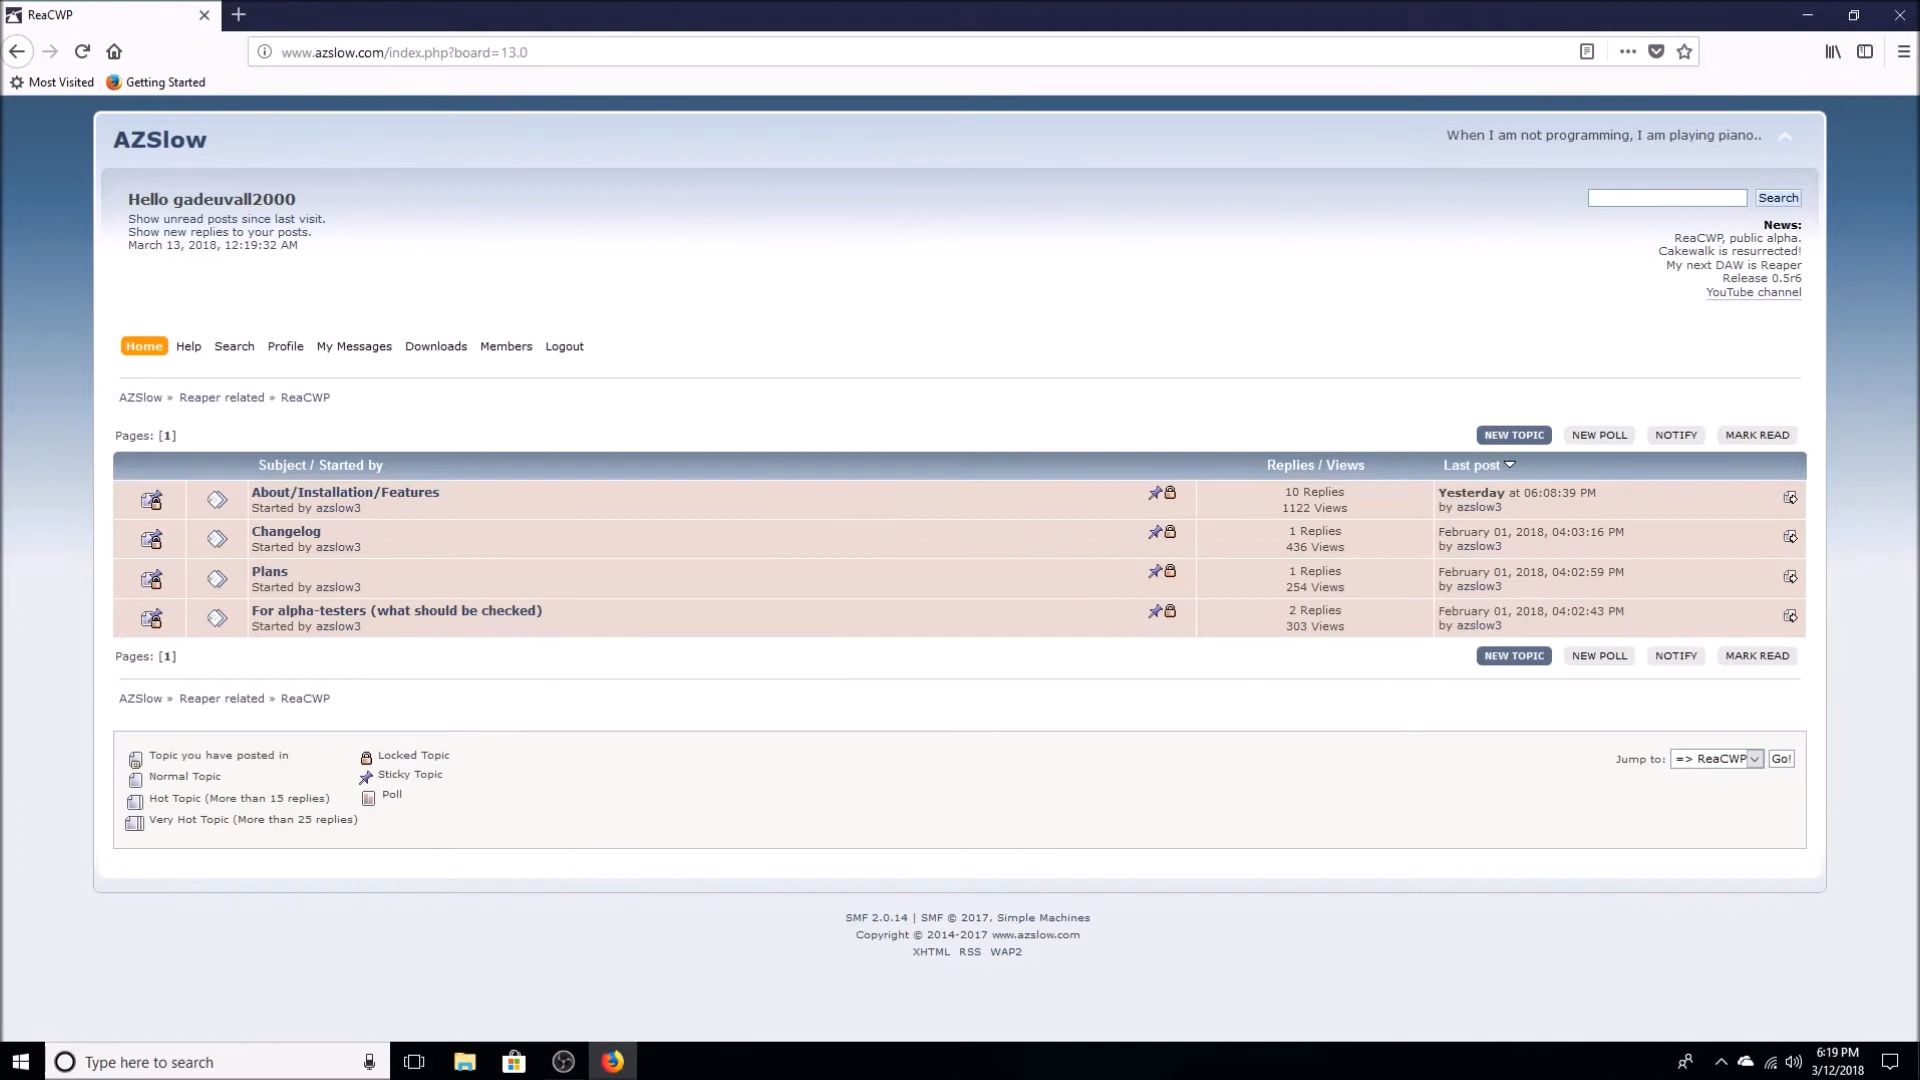 ReaCWP
www.azslow.com/index.php?board=13.0
Most Visited
Getting Started
AZSlow
When I am not programming, I am playing piano..
Hello gadeuvall2000
Show unread posts since last visit.
Show new replies to your posts.
March 13, 2018, 12:19:32 AM
Search
News:
ReaCWP, public alpha.
Cakewalk is resurrected!
My next DAW is Reaper
Release 0.5r6
YouTube channel
Home Help Search Profile My Messages Downloads Members Logout
AZSlow » Reaper related » ReaCWP
Pages: [1]
NEW TOPIC NEW POLL NOTIFY MARK READ
Subject / Started by Replies / Views Last post
About/Installation/Features
Started by azslow3
10 Replies
1122 Views
Yesterday at 06:08:39 PM
by azslow3
Changelog
Started by azslow3
1 Replies
436 Views
February 01, 2018, 04:03:16 PM
by azslow3
Plans
Started by azslow3
1 Replies
254 Views
February 01, 2018, 04:02:59 PM
by azslow3
For alpha-testers (what should be checked)
Started by azslow3
2 Replies
303 Views
February 01, 2018, 04:02:43 PM
by azslow3
Pages: [1]
NEW TOPIC NEW POLL NOTIFY MARK READ
AZSlow » Reaper related » ReaCWP
Topic you have posted in
Normal Topic
Hot Topic (More than 15 replies)
Very Hot Topic (More than 25 replies)
Locked Topic
Sticky Topic
Poll
Jump to: => ReaCWP Go!
SMF 2.0.14 | SMF © 2017, Simple Machines
Copyright © 2014-2017 www.azslow.com
XHTML RSS WAP2
Type here to search
6:19 PM
3/12/2018